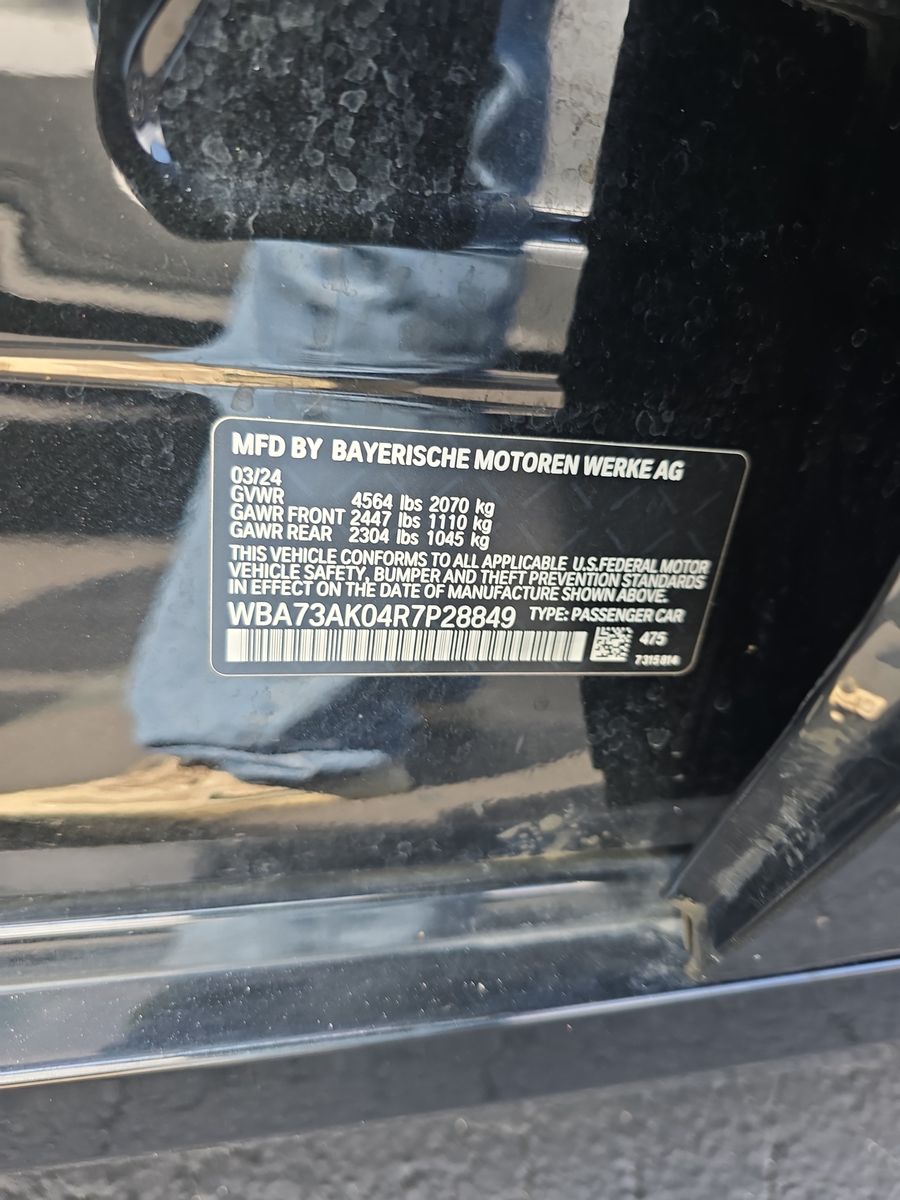 MFD BY BAYERISCHE MOTOREN WERKE AG
03/24
GVWR 4564 lbs 2070 kg
GAWR FRONT 2447 lbs 1110 kg
GAWR REAR 2304 lbs 1045 kg
THIS VEHICLE CONFORMS TO ALL APPLICABLE U.S.FEDERAL MOTOR
VEHICLE SAFETY, BUMPER AND THEFT PREVENTION STANDARDS
IN EFFECT ON THE DATE OF MANUFACTURE SHOWN ABOVE.
WBA73AK04R7P28849 TYPE: PASSENGER CAR
475
7315814